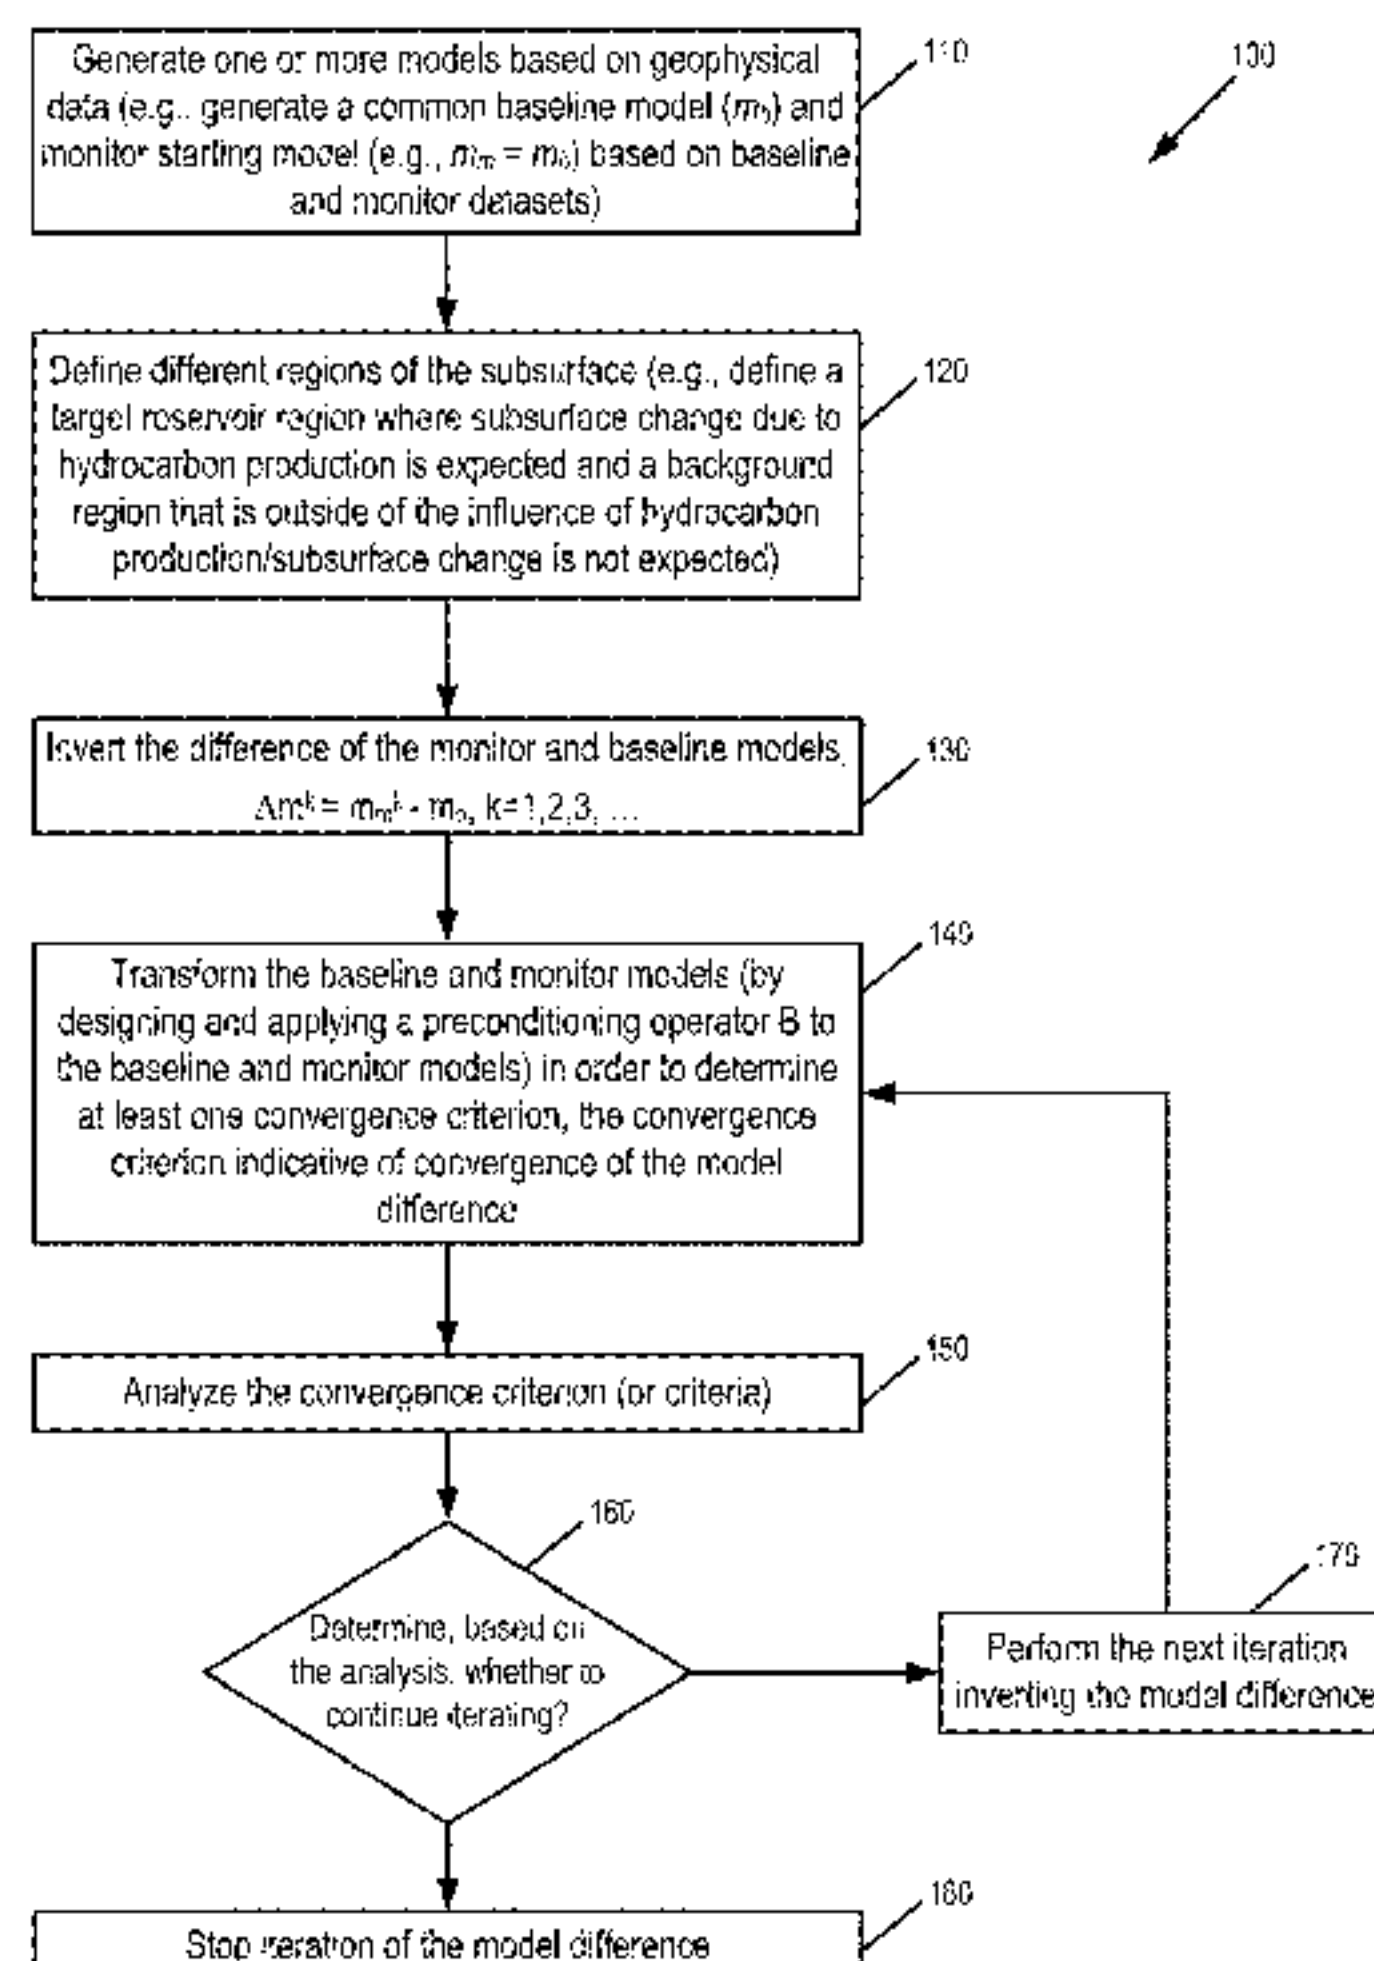 Generate one or more models based on geophysical
data (e.g., generate a common baseline model (mb) and
monitor starting model (e.g., mm = mb) based on baseline
and monitor datasets)
110
100
Define different regions of the subsurface (e.g., define a
target reservoir region where subsurface change due to
hydrocarbon production is expected and a background
region that is outside of the influence of hydrocarbon
production/subsurface change is not expected)
120
Invert the difference of the monitor and baseline models,
Δmᵏ = mmᵏ - mb, k=1,2,3, ...
130
Transform the baseline and monitor models (by
designing and applying a preconditioning operator B to
the baseline and monitor models) in order to determine
at least one convergence criterion, the convergence
criterion indicative of convergence of the model
difference
140
Analyze the convergence criterion (or criteria)
150
160
Determine, based on
the analysis, whether to
continue iterating?
170
Perform the next iteration
inverting the model difference
180
Stop iteration of the model difference